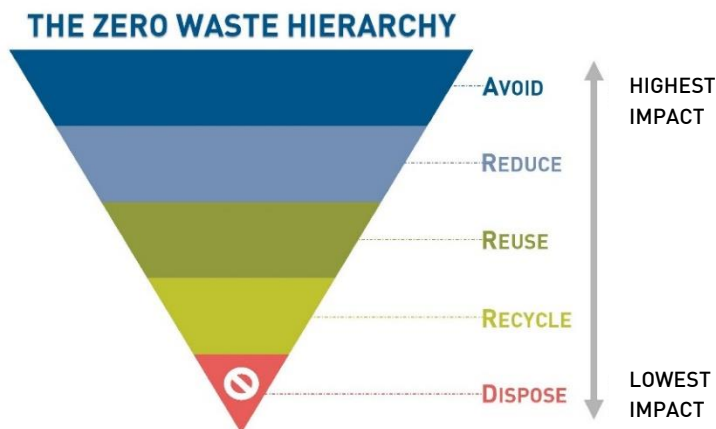 THE ZERO WASTE HIERARCHY
AVOID
HIGHEST
IMPACT
REDUCE
REUSE
RECYCLE
DISPOSE
LOWEST
IMPACT